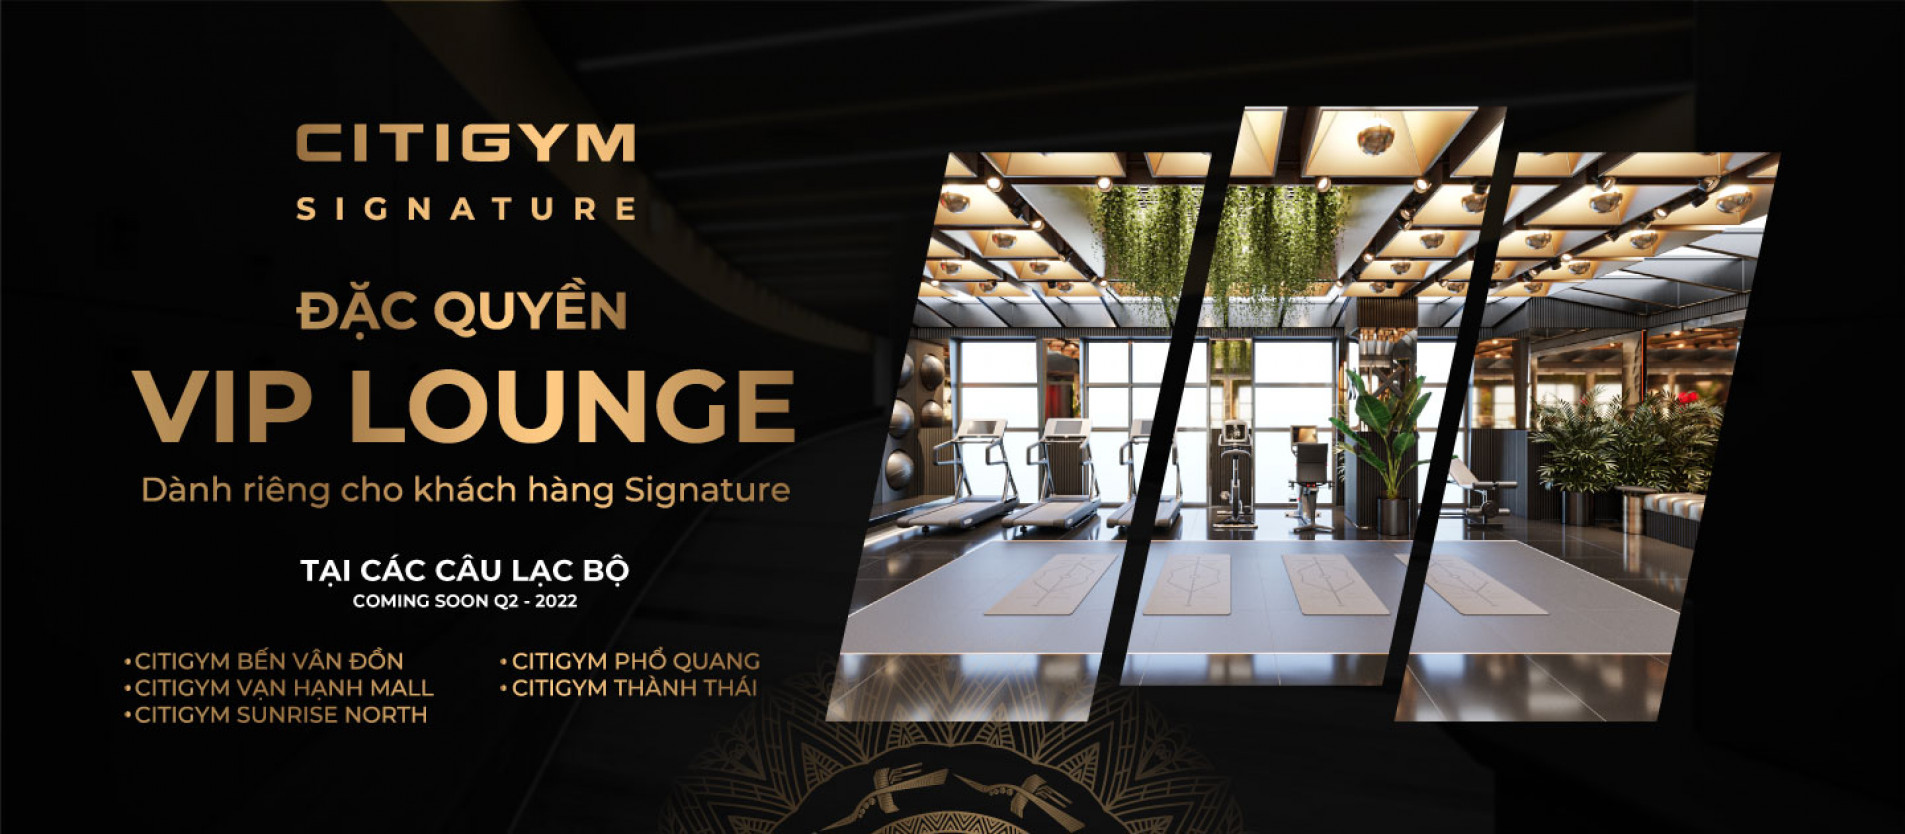 CITIGYM
SIGNATURE
ĐẶC QUYỀN
VIP LOUNGE
Dành riêng cho khách hàng Signature
TẠI CÁC CÂU LẠC BỘ
COMING SOON Q2 - 2022
•CITIGYM BẾN VÂN ĐỒN
•CITIGYM VẠN HẠNH MALL
•CITIGYM SUNRISE NORTH
•CITIGYM PHỔ QUANG
•CITIGYM THÀNH THÁI